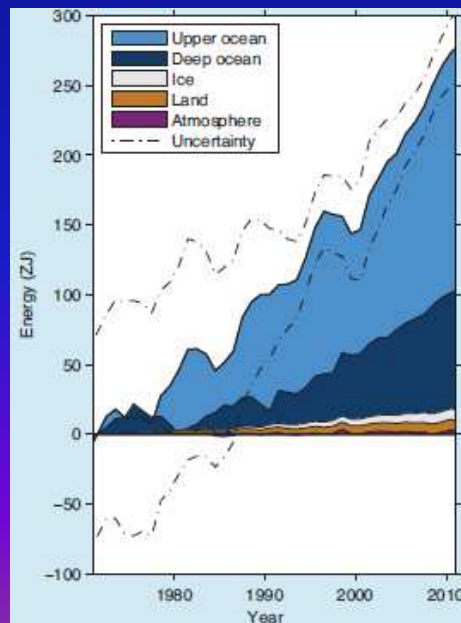 300
250
200
150
100
50
0
−50
−100
Energy (ZJ)
Upper ocean
Deep ocean
Ice
Land
Atmosphere
Uncertainty
1980 1990 2000 2010
Year